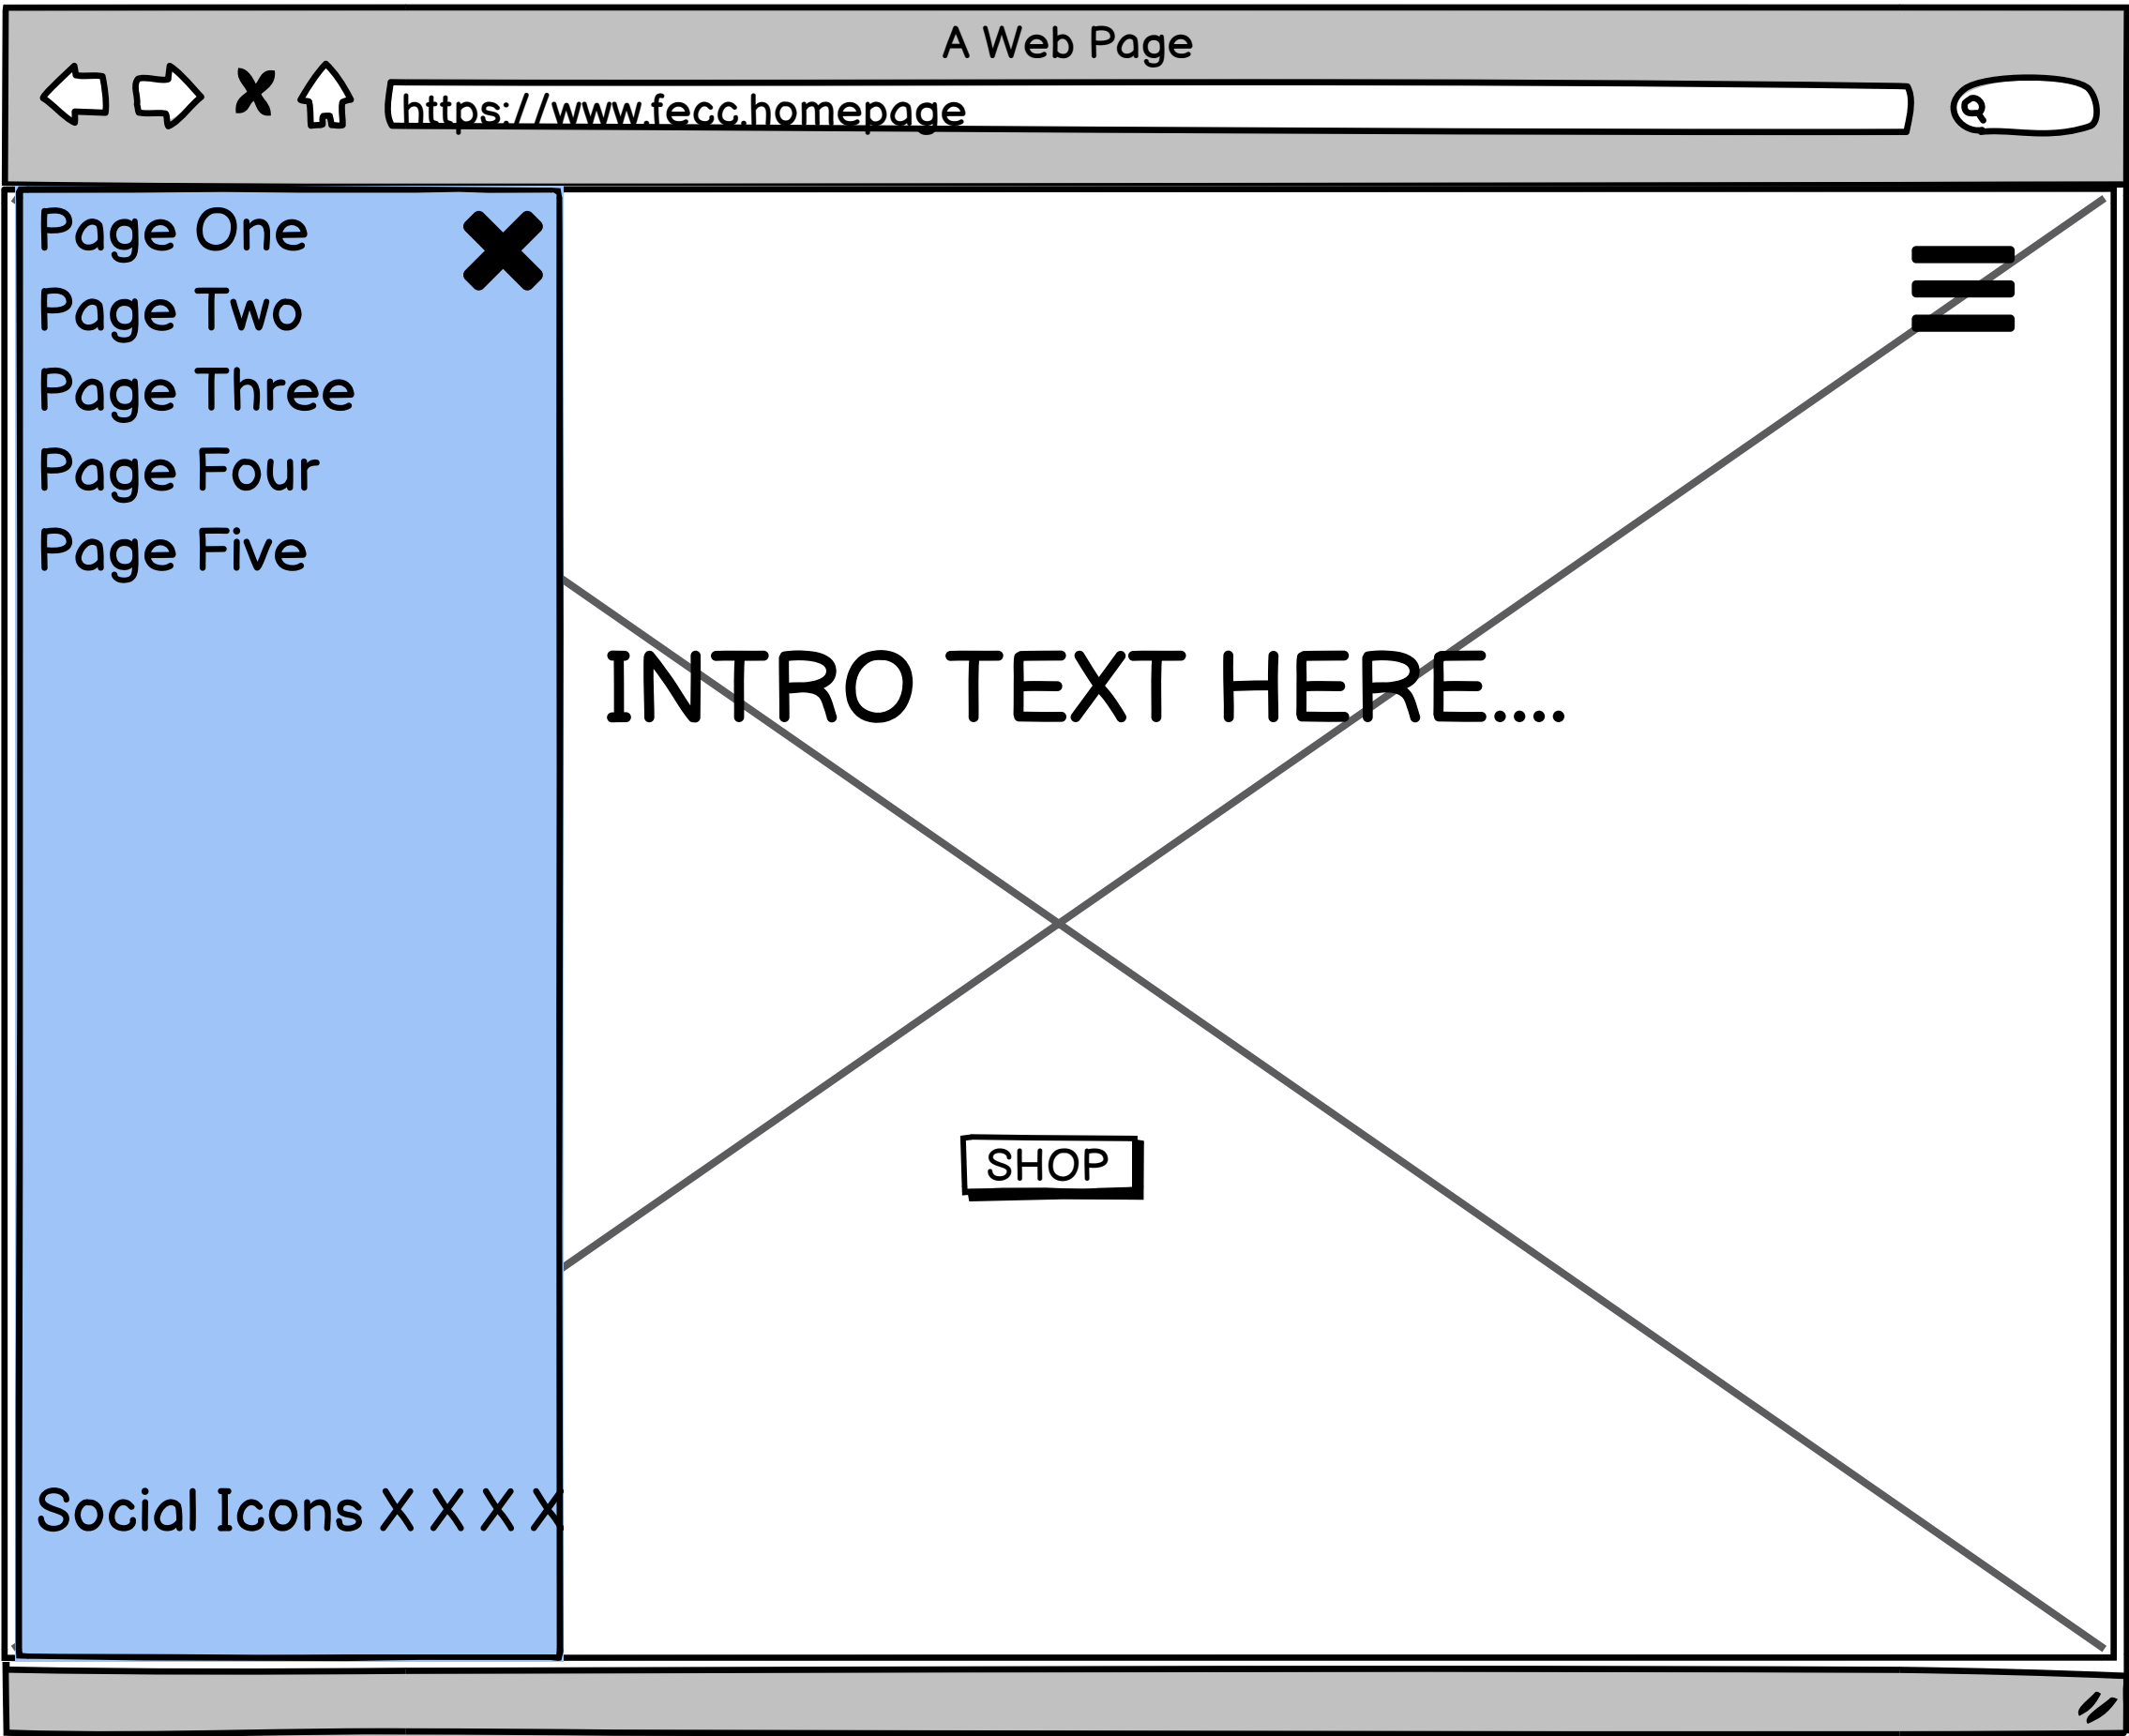 A Web Page
https://www.fecc.homepage
Page One
Page Two
Page Three
Page Four
Page Five
INTRO TEXT HERE....
SHOP
Social Icons X X X X